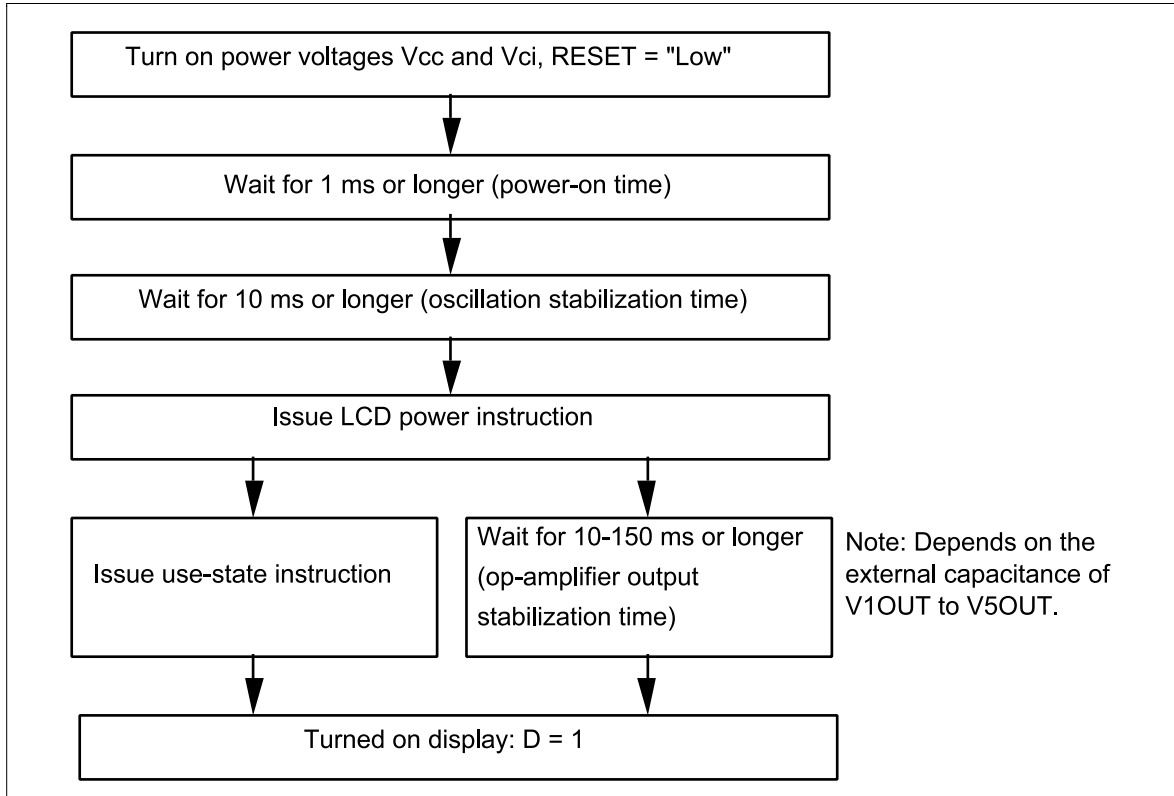 Turn on power voltages Vcc and Vci, RESET = "Low"
Wait for 1 ms or longer (power-on time)
Wait for 10 ms or longer (oscillation stabilization time)
Issue LCD power instruction
Issue use-state instruction
Wait for 10-150 ms or longer
(op-amplifier output
stabilization time)
Note: Depends on the
external capacitance of
V1OUT to V5OUT.
Turned on display: D = 1